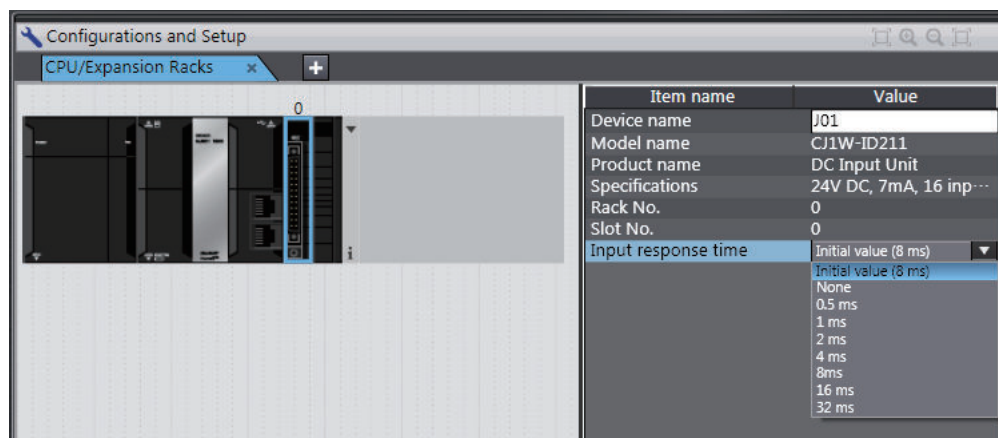 Configurations and Setup
CPU/Expansion Racks × +
0
Item name Value
Device name J01
Model name CJ1W-ID211
Product name DC Input Unit
Specifications 24V DC, 7mA, 16 inp···
Rack No. 0
Slot No. 0
Input response time Initial value (8 ms)
Initial value (8 ms)
None
0.5 ms
1 ms
2 ms
4 ms
8ms
16 ms
32 ms
i